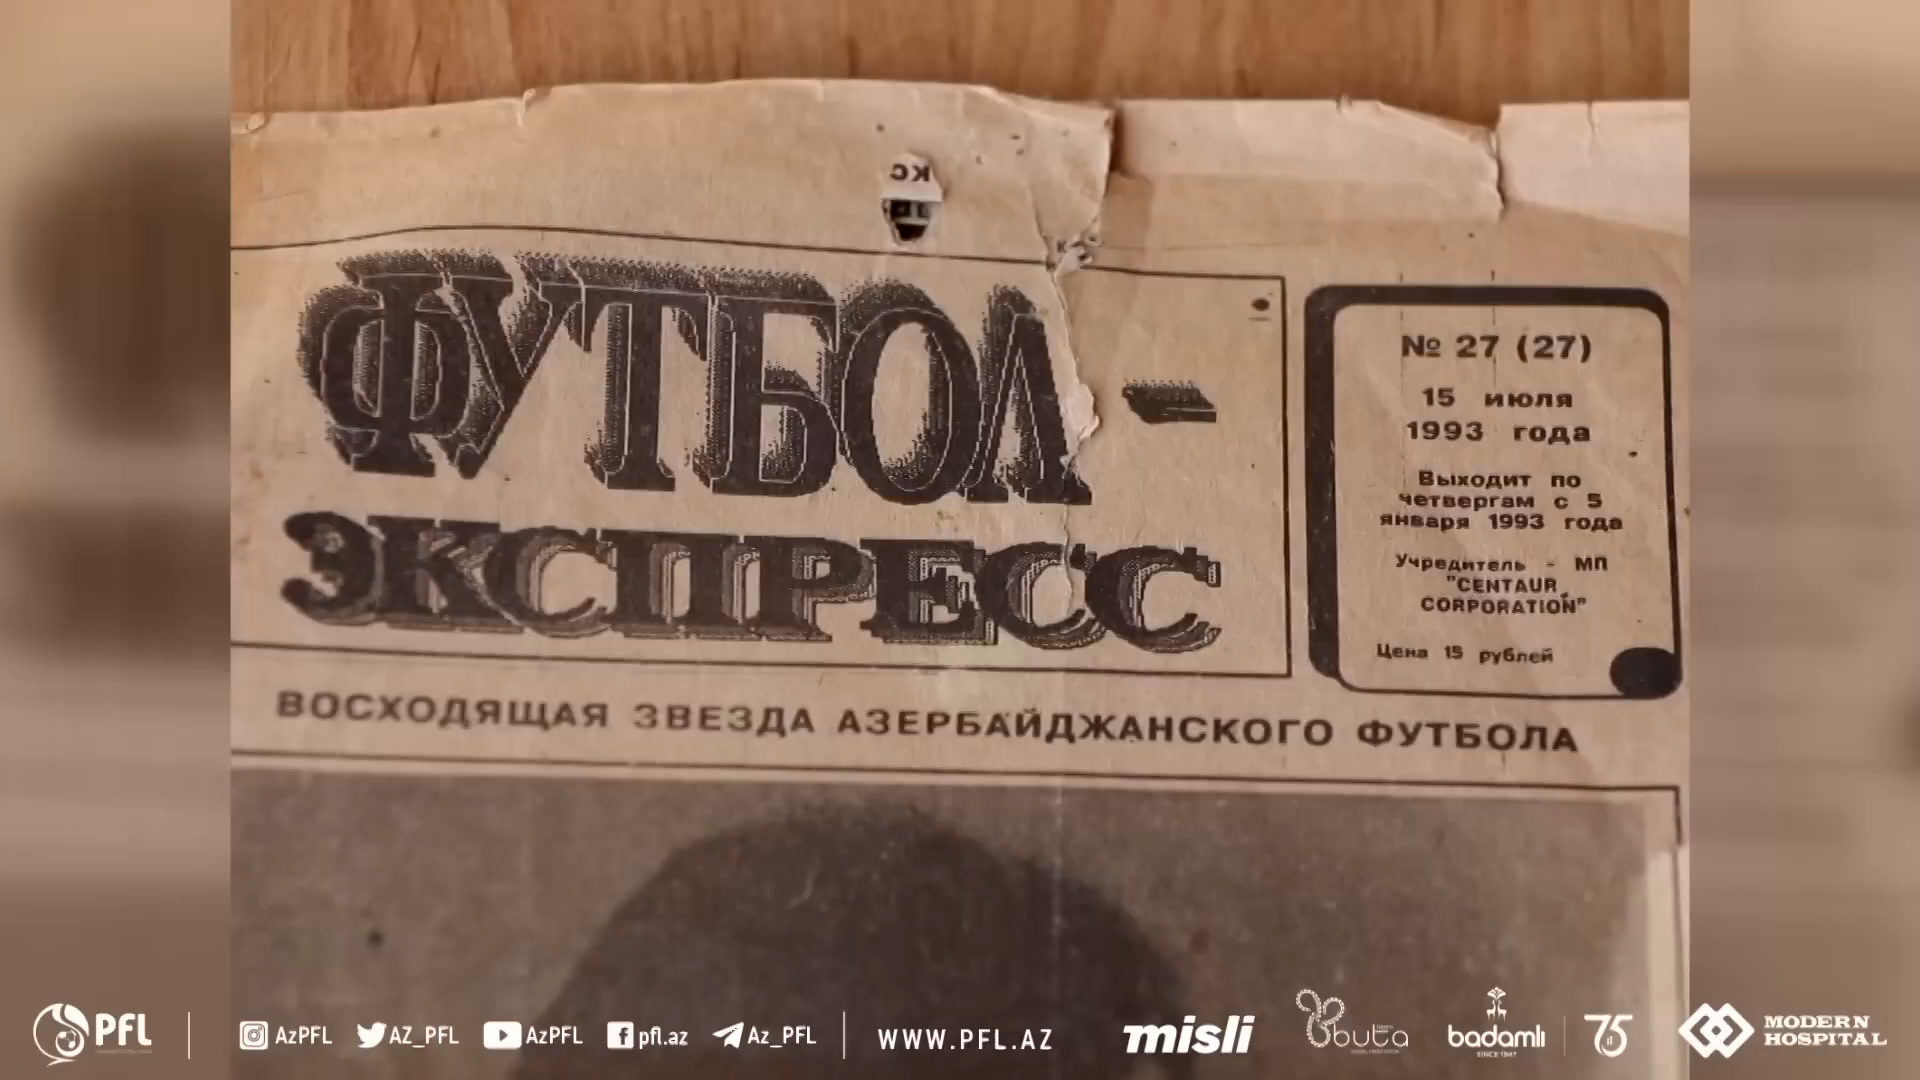 кс
ФУТБОЛ -
ЭКСПРЕСС
№ 27 (27)
15 июля
1993 года
Выходит по
четвергам с 5
января 1993 года
Учредитель - МП
"CENTAUR
CORPORATION"
Цена 15 рублей
ВОСХОДЯЩАЯ ЗВЕЗДА АЗЕРБАЙДЖАНСКОГО ФУТБОЛА
PFL
AzPFL
AZ_PFL
AzPFL
pfl.az
Az_PFL
WWW.PFL.AZ
misli
buta
badamlı
SINCE 1947
75
MODERN
HOSPITAL